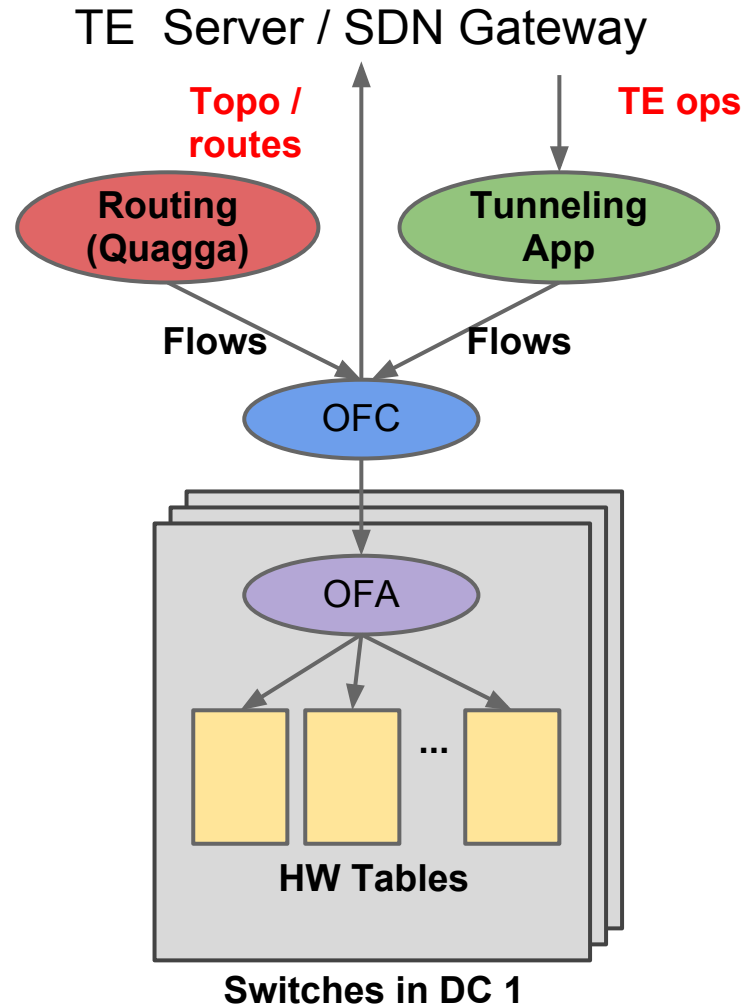 TE Server / SDN Gateway
Topo /
routes
TE ops
Routing
(Quagga)
Tunneling
App
Flows
Flows
OFC
OFA
...
HW Tables
Switches in DC 1